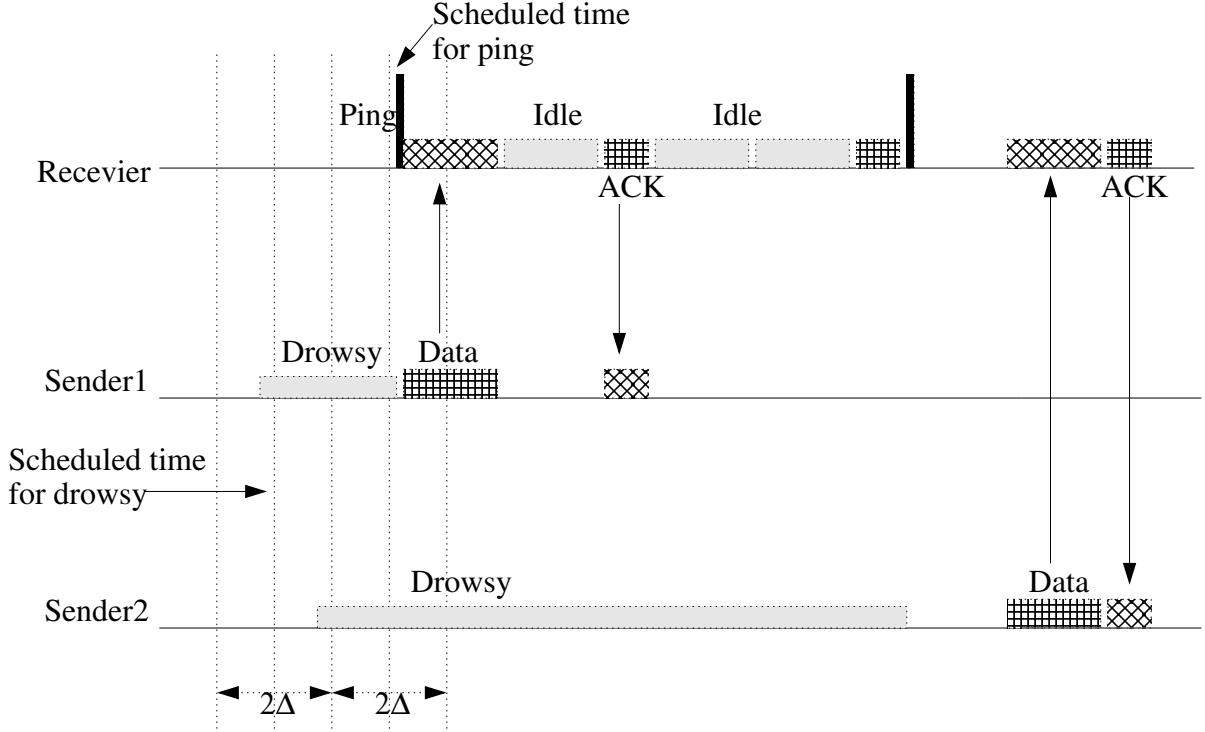 Scheduled time
for ping
Ping
Idle
Idle
Recevier
ACK
ACK
Drowsy
Data
Sender1
Scheduled time
for drowsy
Drowsy
Data
Sender2
2Δ
2Δ